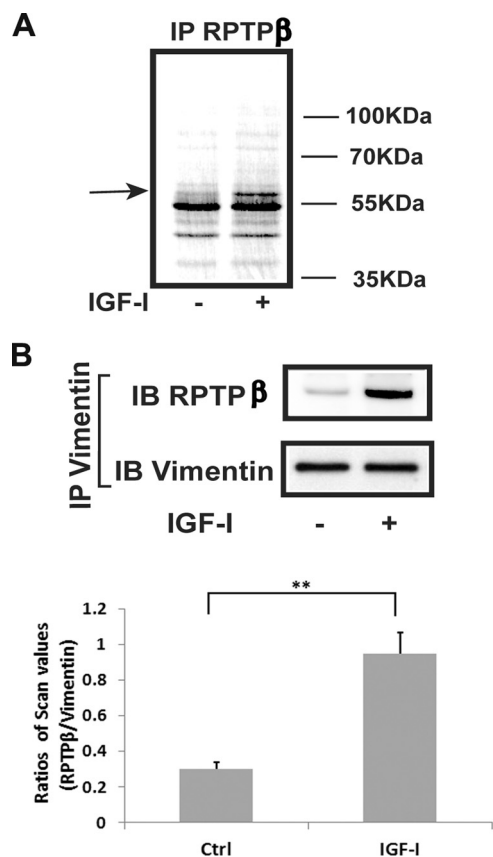 A
IP RPTPβ
100KDa
70KDa
55KDa
35KDa
IGF-I - +
B
IP Vimentin
IB RPTP β
IB Vimentin
IGF-I - +
**
Ratios of Scan values
(RPTPβ/Vimentin)
1.2
1
0.8
0.6
0.4
0.2
0
Ctrl IGF-I